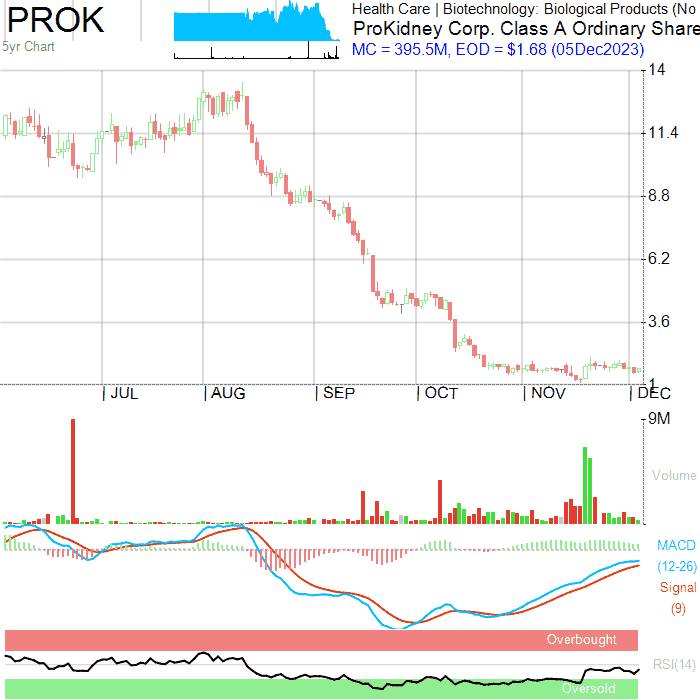 PROK
5yr Chart
Health Care | Biotechnology: Biological Products (No
ProKidney Corp. Class A Ordinary Share
MC = 395.5M, EOD = $1.68 (05Dec2023)
14
11.4
8.8
6.2
3.6
1
JUL AUG SEP OCT NOV DEC
9M
Volume
MACD
(12-26)
Signal
(9)
Overbought
RSI(14)
Oversold